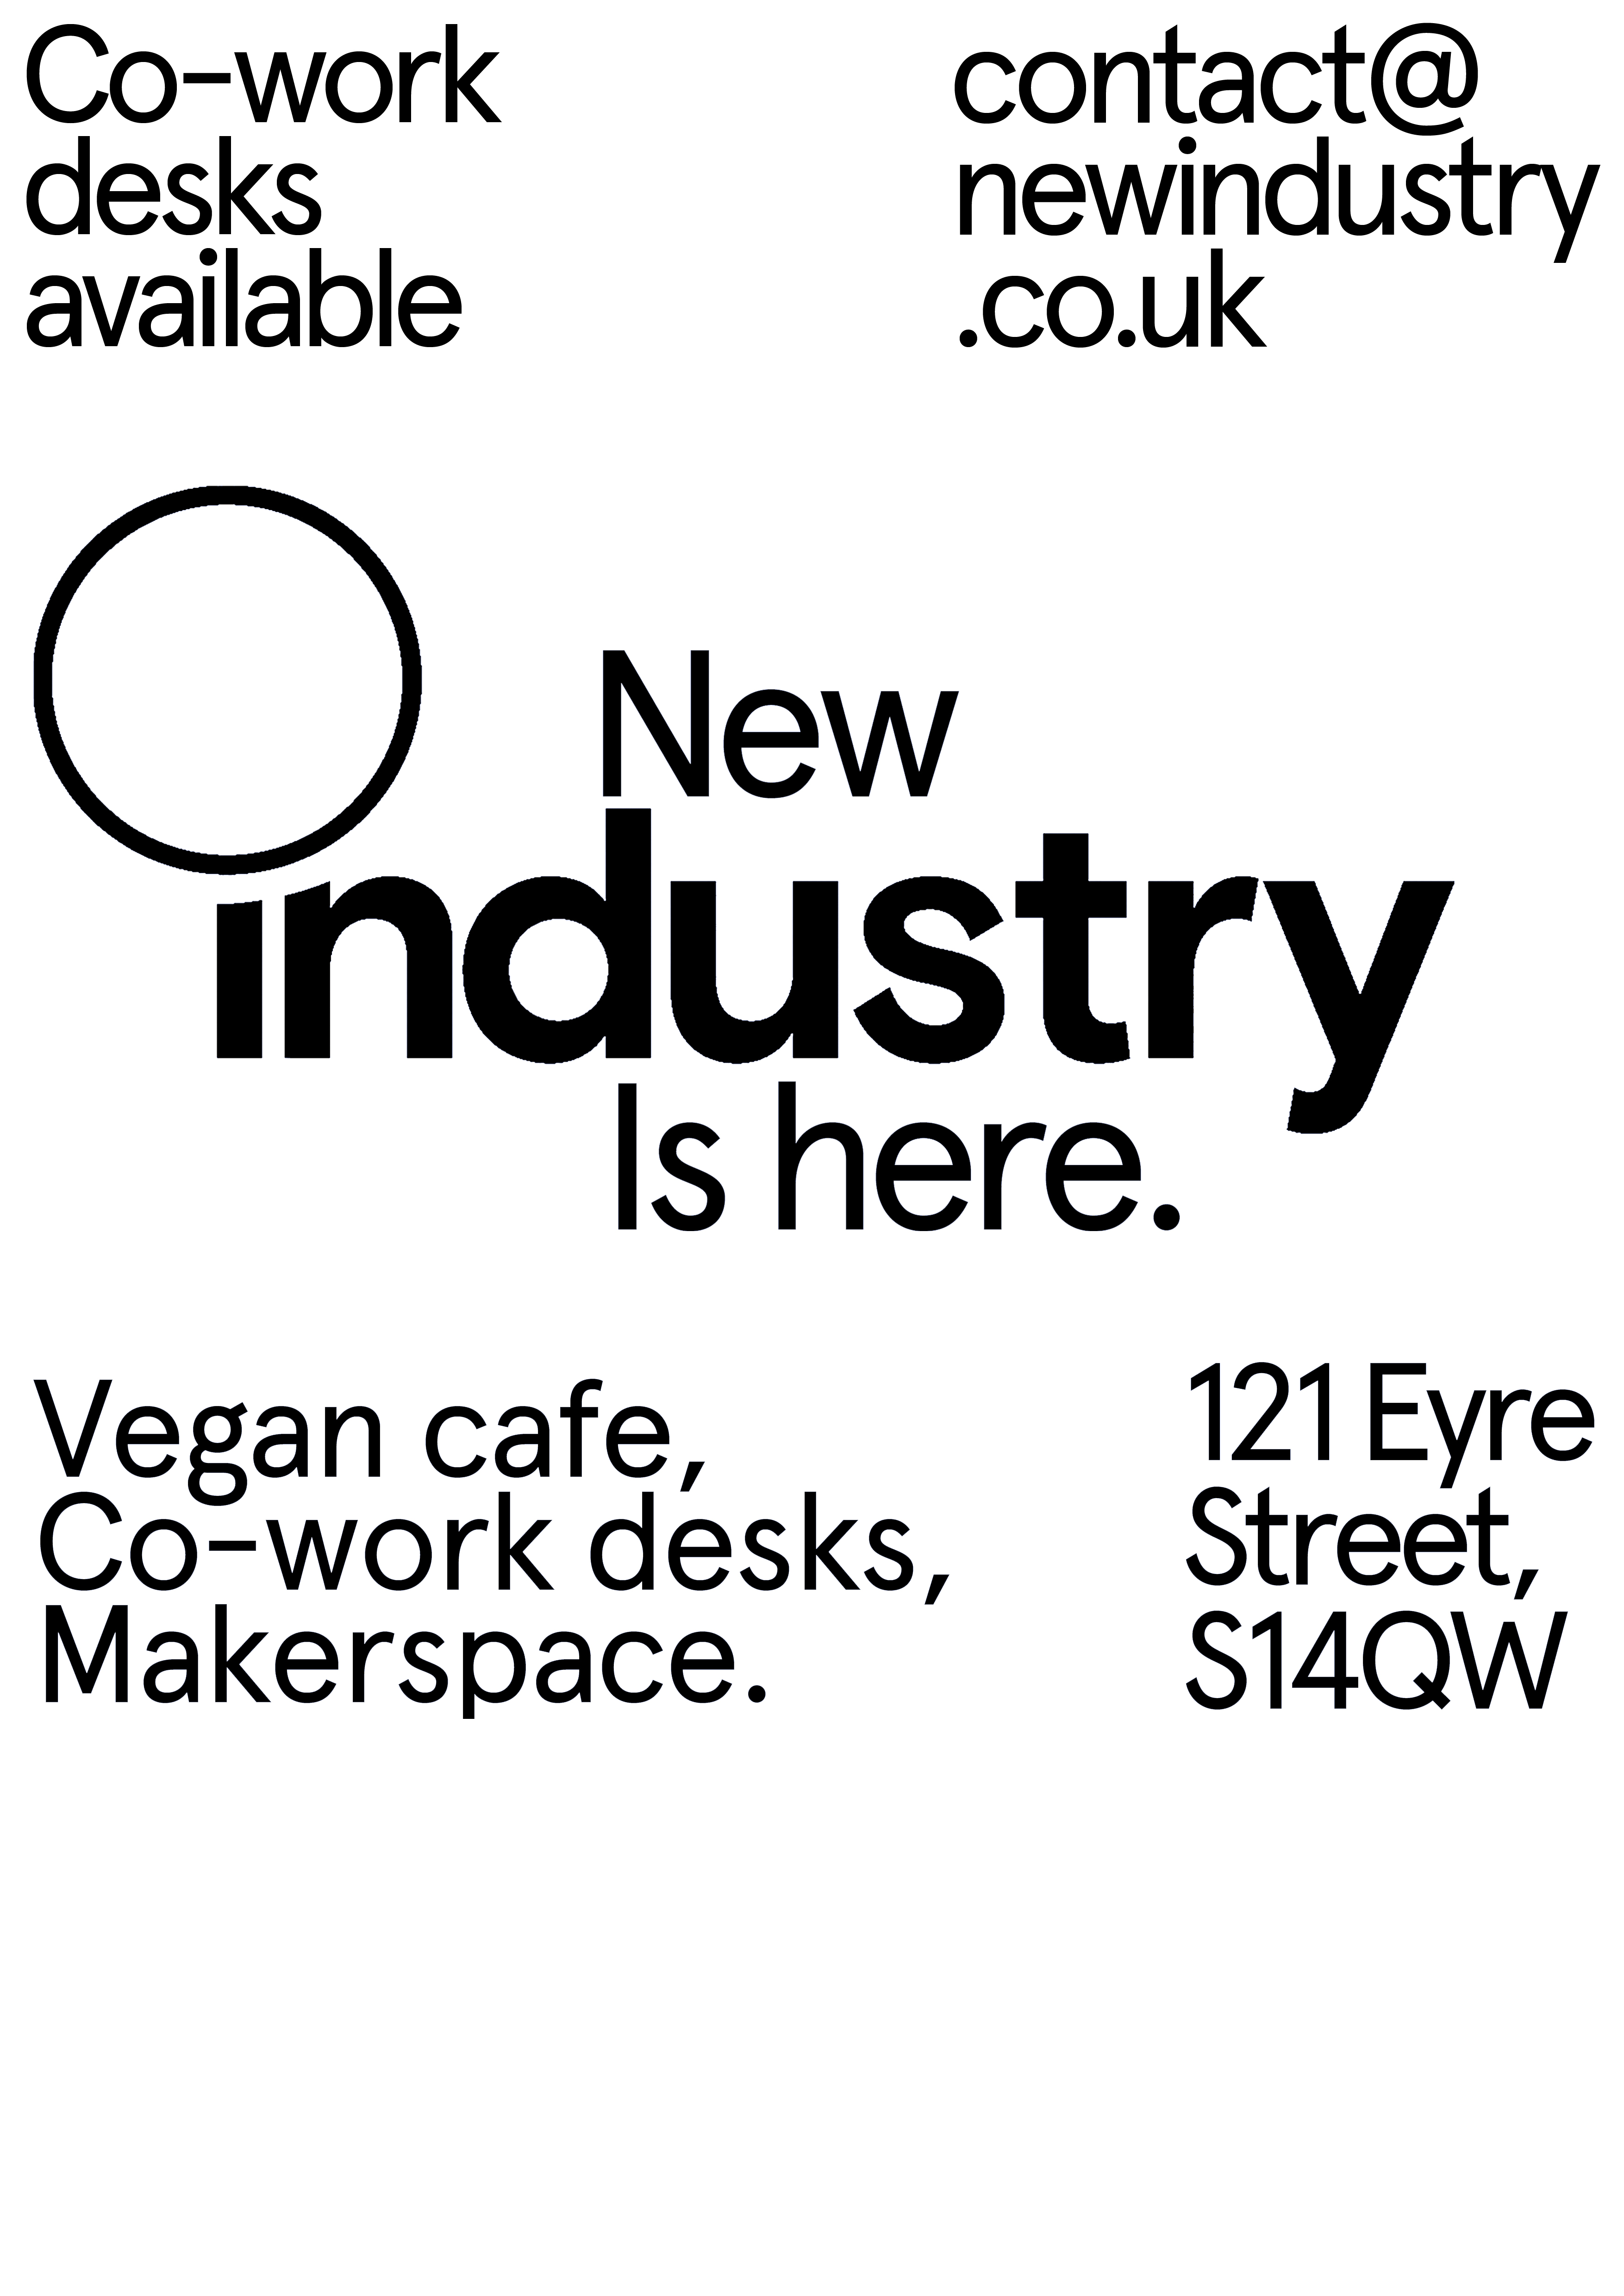 Co-work
desks
available
contact@
newindustry
.co.uk
New
industry
Is here.
Vegan cafe,
Co-work desks,
Makerspace.
121 Eyre
Street,
S14QW